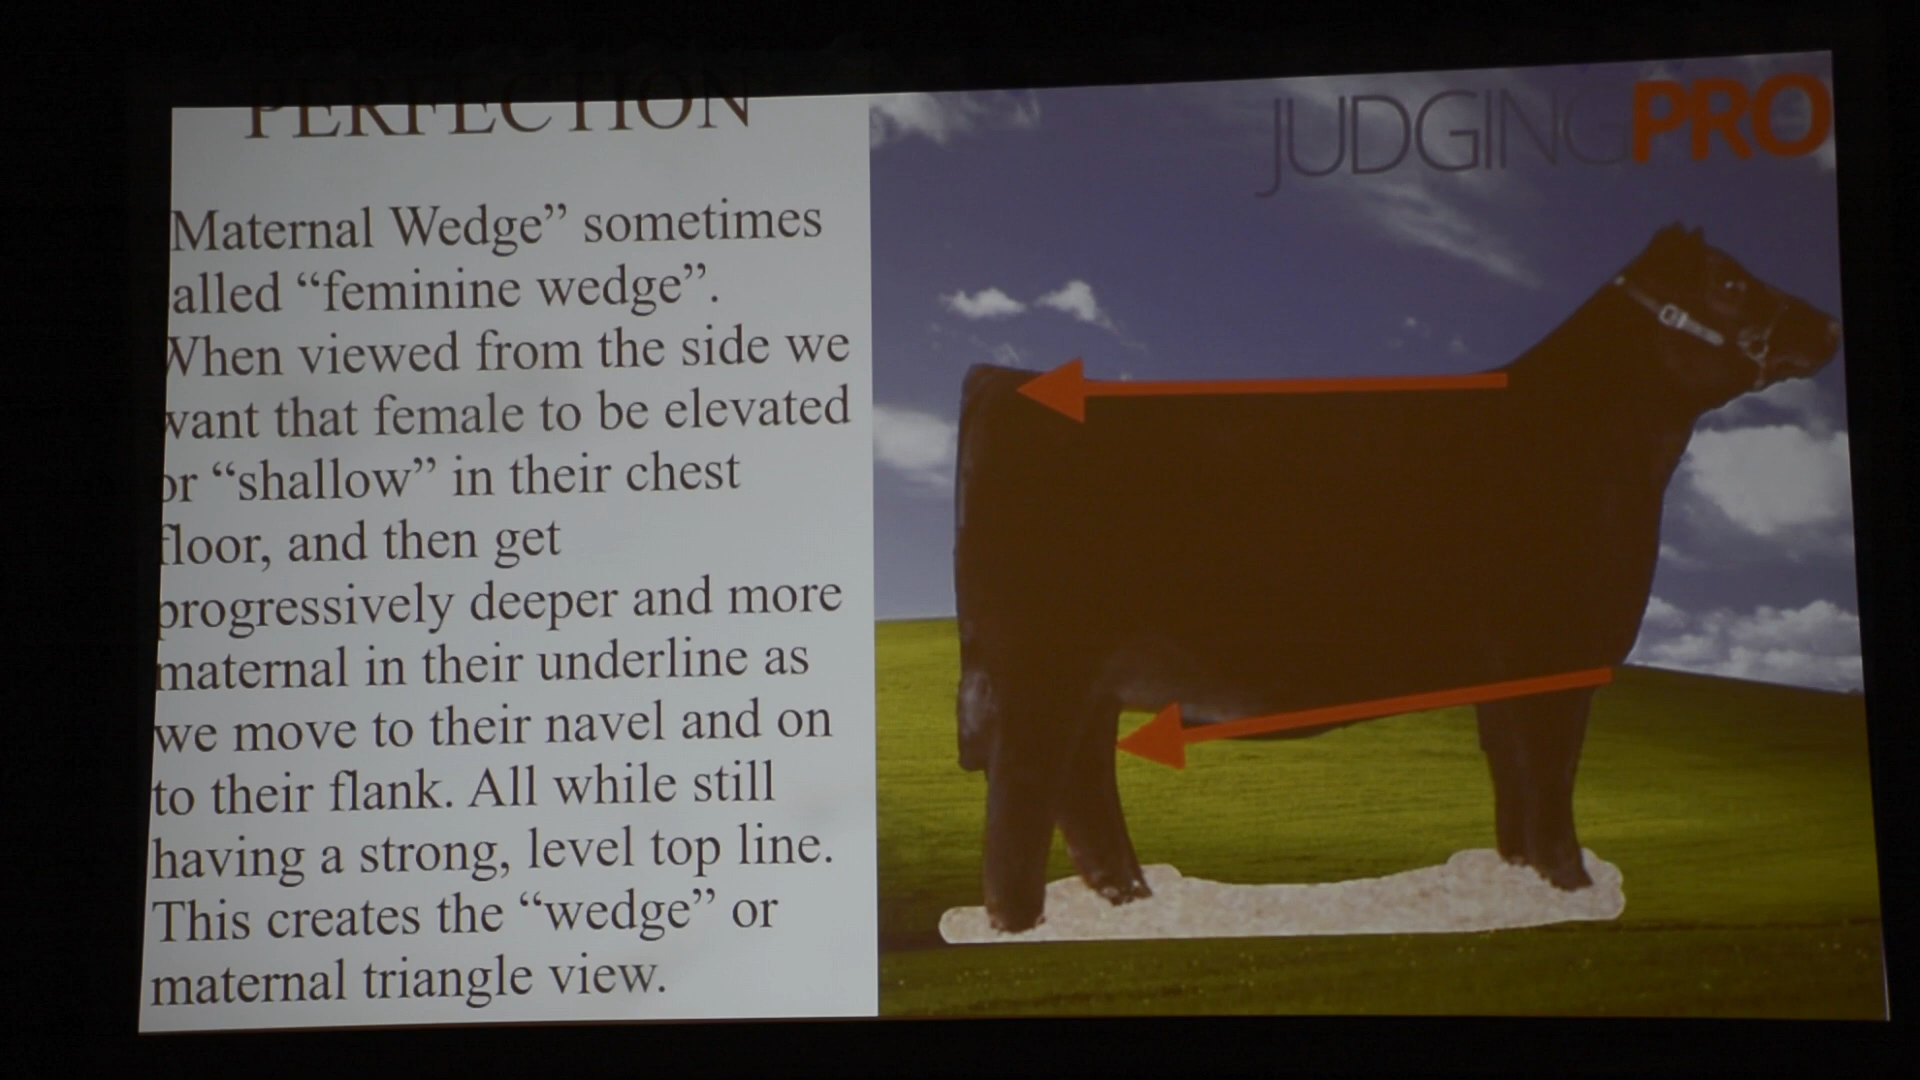 PERFECTION
JUDGINGPRO
Maternal Wedge” sometimes
alled “feminine wedge”.
When viewed from the side we
want that female to be elevated
or “shallow” in their chest
floor, and then get
progressively deeper and more
maternal in their underline as
we move to their navel and on
to their flank. All while still
having a strong, level top line.
This creates the “wedge” or
maternal triangle view.